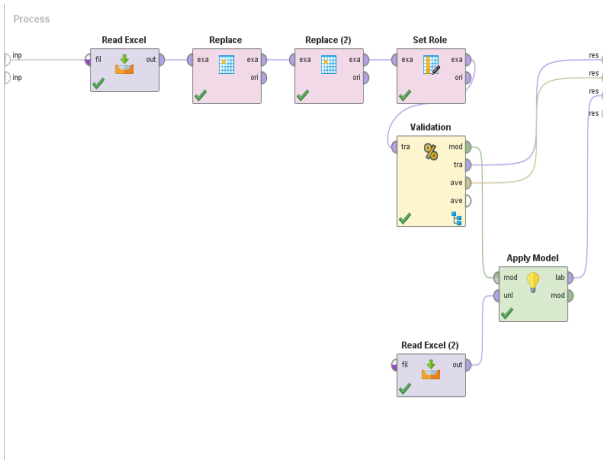 Process
inp
inp
Read Excel
fil out
Replace
exa exa
ori
Replace (2)
exa exa
ori
Set Role
exa exa
ori
res
res
res
res
Validation
tra mod
tra
ave
ave
Apply Model
mod lab
unl mod
Read Excel (2)
fil out